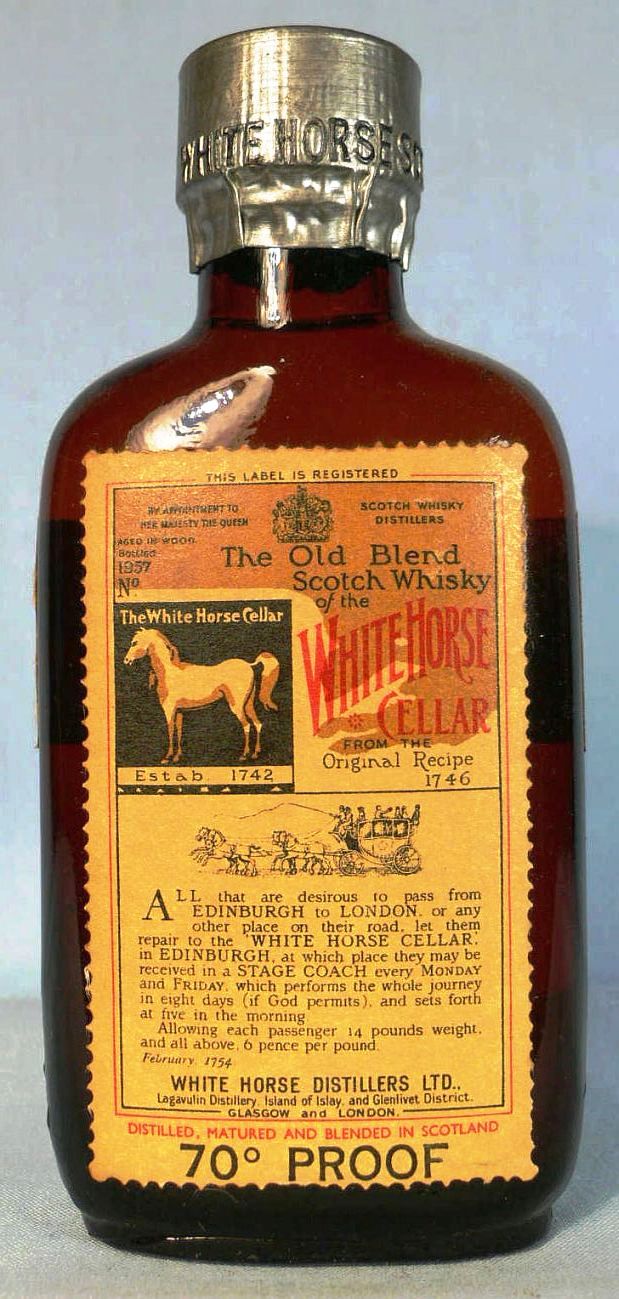 WHITE HORSE SC
THIS LABEL IS REGISTERED
BY APPOINTMENT TO
HER MAJESTY THE QUEEN
SCOTCH WHISKY
DISTILLERS
AGED IN WOOD
Bottled
1957
No
The Old Blend
Scotch Whisky
of the
WHITE HORSE
CELLAR
FROM THE
Original Recipe
1746
The White Horse Cellar
Estab. 1742
ALL that are desirous to pass from
EDINBURGH to LONDON, or any
other place on their road, let them
repair to the 'WHITE HORSE CELLAR,'
in EDINBURGH, at which place they may be
received in a STAGE COACH every MONDAY
and FRIDAY, which performs the whole journey
in eight days (if God permits), and sets forth
at five in the morning
Allowing each passenger 14 pounds weight,
and all above, 6 pence per pound.
February, 1754
WHITE HORSE DISTILLERS LTD.,
Lagavulin Distillery, Island of Islay, and Glenlivet District.
GLASGOW and LONDON.
DISTILLED, MATURED AND BLENDED IN SCOTLAND
70° PROOF